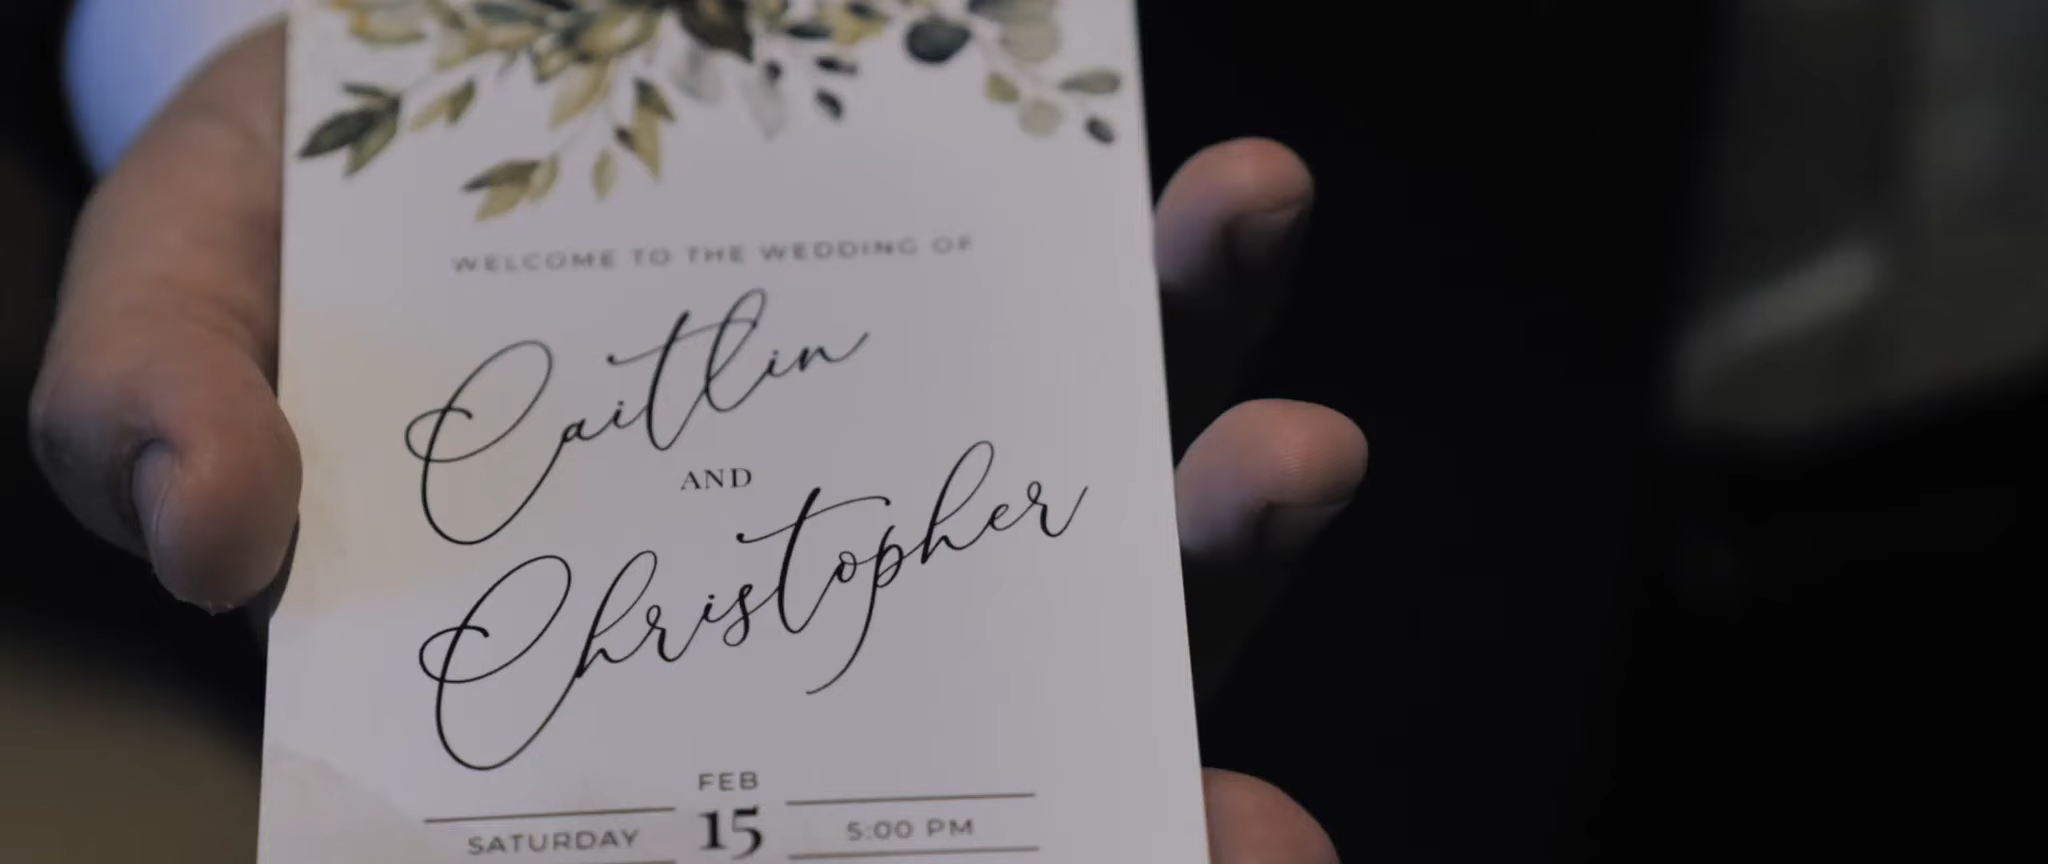 WELCOME TO THE WEDDING OF
Caitlin
AND
Christopher
FEB
SATURDAY 15 5:00 PM